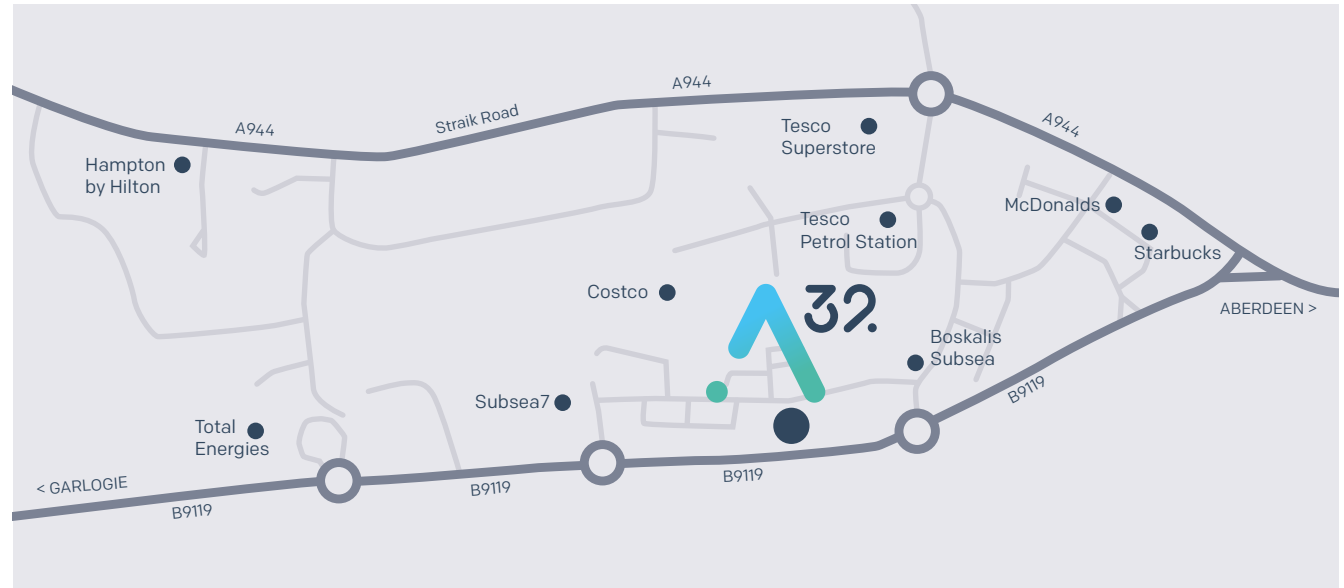 A944
A944
Straik Road
A944
Tesco
Superstore
Hampton
by Hilton
McDonalds
Tesco
Petrol Station
Starbucks
Costco
32.
ABERDEEN >
Boskalis
Subsea
B9119
Subsea7
Total
Energies
B9119
< GARLOGIE
B9119
B9119